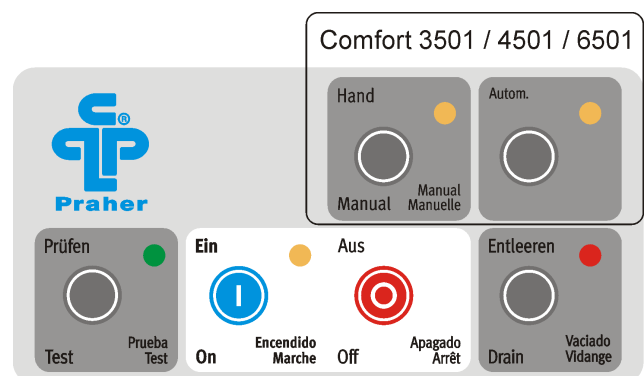 Comfort 3501 / 4501 / 6501
Praher
®
Hand
Manual
Manual
Manuelle
Autom.
Prüfen
Test
Prueba
Test
Ein
On
Encendido
Marche
Aus
Off
Apagado
Arrêt
Entleeren
Drain
Vaciado
Vidange